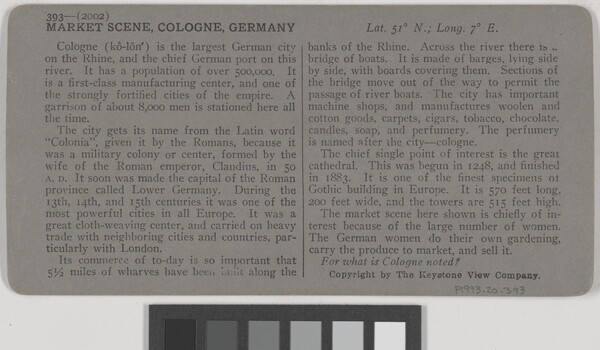 393—(2002)
MARKET SCENE, COLOGNE, GERMANY
Lat. 51° N.; Long. 7° E.
Cologne (kô-lōn′) is the largest German city
on the Rhine, and the chief German port on this
river. It has a population of over 500,000. It
is a first-class manufacturing center, and one of
the strongly fortified cities of the empire. A
garrison of about 8,000 men is stationed here all
the time.
The city gets its name from the Latin word
"Colonia", given it by the Romans, because it
was a military colony or center, formed by the
wife of the Roman emperor, Claudius, in 50
A. D. It soon was made the capital of the Roman
province called Lower Germany. During the
13th, 14th, and 15th centuries it was one of the
most powerful cities in all Europe. It was a
great cloth-weaving center, and carried on heavy
trade with neighboring cities and countries, par-
ticularly with London.
Its commerce of to-day is so important that
5½ miles of wharves have been built along the
banks of the Rhine. Across the river there is a
bridge of boats. It is made of barges, lying side
by side, with boards covering them. Sections of
the bridge move out of the way to permit the
passage of river boats. The city has important
machine shops, and manufactures woolen and
cotton goods, carpets, cigars, tobacco, chocolate,
candles, soap, and perfumery. The perfumery
is named after the city—cologne.
The chief single point of interest is the great
cathedral. This was begun in 1248, and finished
in 1883. It is one of the finest specimens of
Gothic building in Europe. It is 570 feet long,
200 feet wide, and the towers are 515 feet high.
The market scene here shown is chiefly of in-
terest because of the large number of women.
The German women do their own gardening,
carry the produce to market, and sell it.
For what is Cologne noted?
Copyright by The Keystone View Company.
P1993.20.393